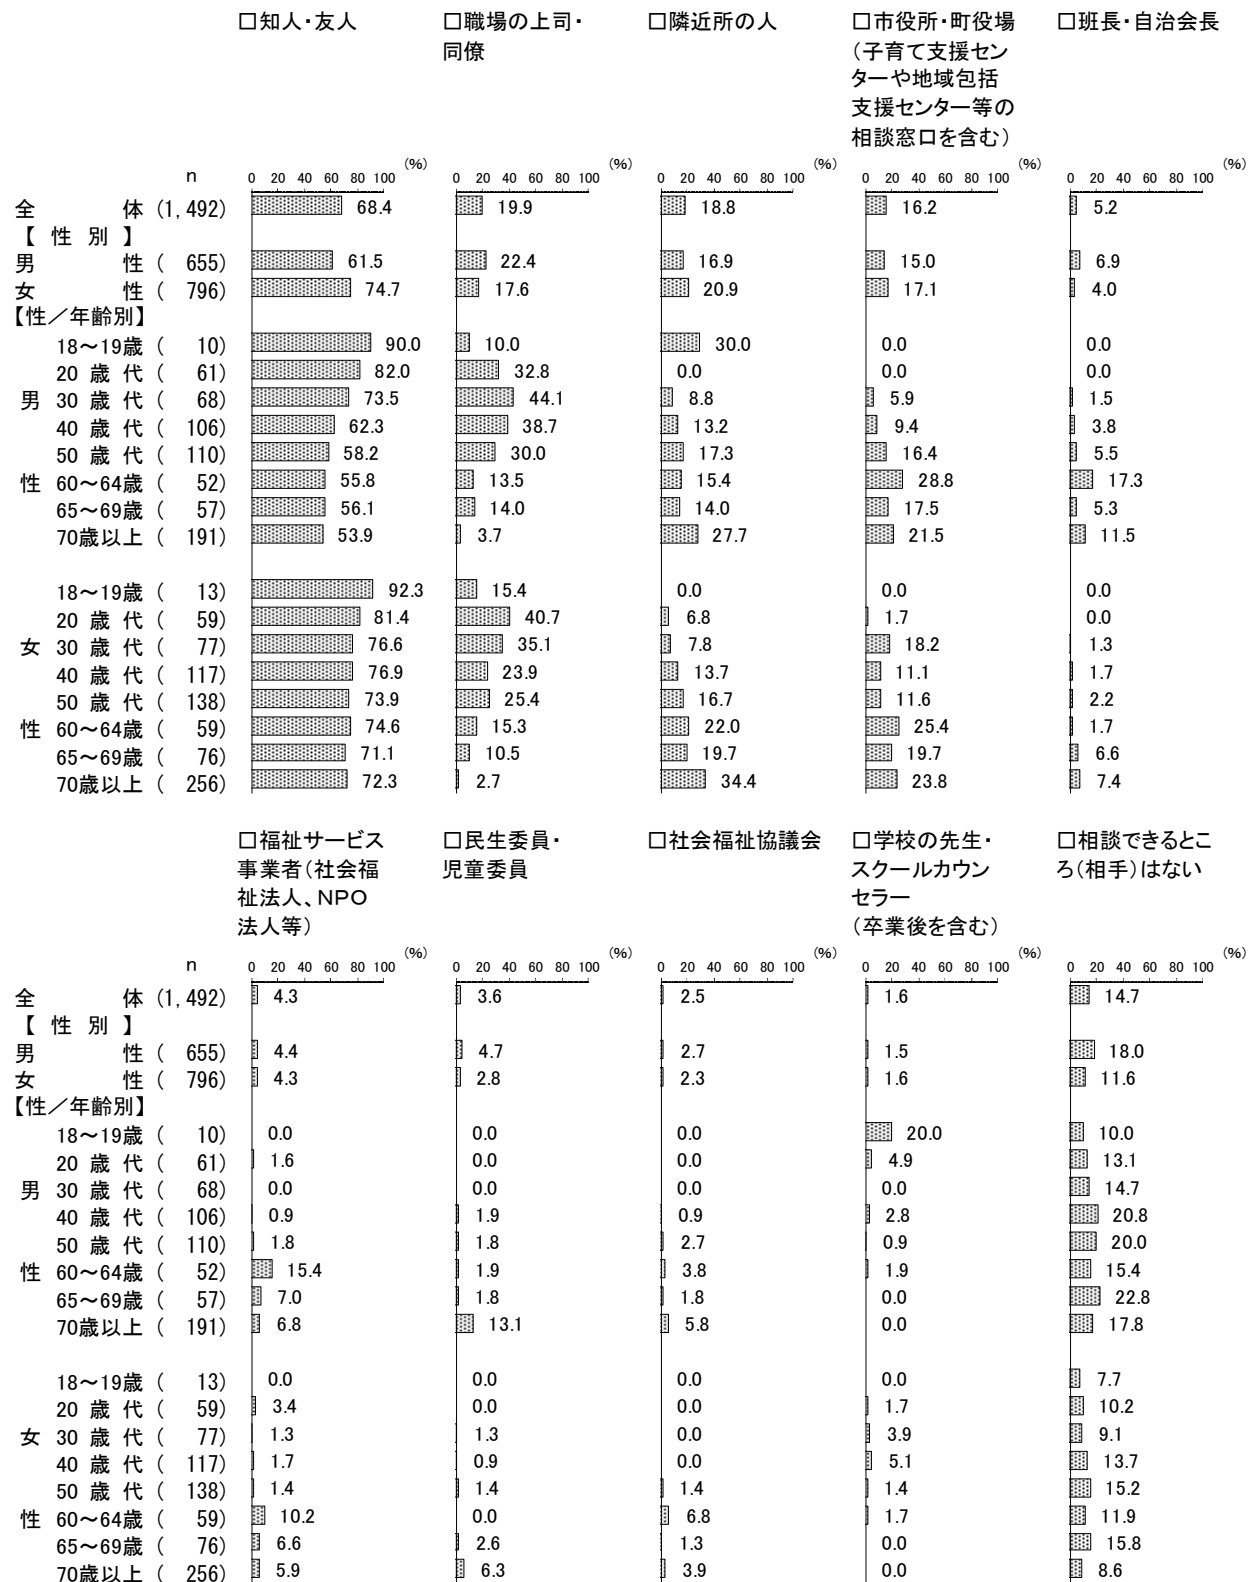 □知人・友人 □職場の上司・ □隣近所の人 □市役所・町役場 □班長・自治会長
同僚 （子育て支援セン
ターや地域包括
支援センター等の
相談窓口を含む）
(%) (%) (%) (%) (%)
n 0 20 40 60 80 100 0 20 40 60 80 100 0 20 40 60 80 100 0 20 40 60 80 100 0 20 40 60 80 100
全 体 (1,492) 68.4 19.9 18.8 16.2 5.2
【 性 別 】
男 性 ( 655) 61.5 22.4 16.9 15.0 6.9
女 性 ( 796) 74.7 17.6 20.9 17.1 4.0
【性／年齢別】
18～19歳 ( 10) 90.0 10.0 30.0 0.0 0.0
20 歳 代 ( 61) 82.0 32.8 0.0 0.0 0.0
男 30 歳 代 ( 68) 73.5 44.1 8.8 5.9 1.5
40 歳 代 ( 106) 62.3 38.7 13.2 9.4 3.8
50 歳 代 ( 110) 58.2 30.0 17.3 16.4 5.5
性 60～64歳 ( 52) 55.8 13.5 15.4 28.8 17.3
65～69歳 ( 57) 56.1 14.0 14.0 17.5 5.3
70歳以上 ( 191) 53.9 3.7 27.7 21.5 11.5
18～19歳 ( 13) 92.3 15.4 0.0 0.0 0.0
20 歳 代 ( 59) 81.4 40.7 6.8 1.7 0.0
女 30 歳 代 ( 77) 76.6 35.1 7.8 18.2 1.3
40 歳 代 ( 117) 76.9 23.9 13.7 11.1 1.7
50 歳 代 ( 138) 73.9 25.4 16.7 11.6 2.2
性 60～64歳 ( 59) 74.6 15.3 22.0 25.4 1.7
65～69歳 ( 76) 71.1 10.5 19.7 19.7 6.6
70歳以上 ( 256) 72.3 2.7 34.4 23.8 7.4
□福祉サービス □民生委員・ □社会福祉協議会 □学校の先生・ □相談できるとこ
事業者（社会福 児童委員 スクールカウン ろ（相手）はない
祉法人、NPO セラー
法人等） （卒業後を含む）
(%) (%) (%) (%) (%)
n 0 20 40 60 80 100 0 20 40 60 80 100 0 20 40 60 80 100 0 20 40 60 80 100 0 20 40 60 80 100
全 体 (1,492) 4.3 3.6 2.5 1.6 14.7
【 性 別 】
男 性 ( 655) 4.4 4.7 2.7 1.5 18.0
女 性 ( 796) 4.3 2.8 2.3 1.6 11.6
【性／年齢別】
18～19歳 ( 10) 0.0 0.0 0.0 20.0 10.0
20 歳 代 ( 61) 1.6 0.0 0.0 4.9 13.1
男 30 歳 代 ( 68) 0.0 0.0 0.0 0.0 14.7
40 歳 代 ( 106) 0.9 1.9 0.9 2.8 20.8
50 歳 代 ( 110) 1.8 1.8 2.7 0.9 20.0
性 60～64歳 ( 52) 15.4 1.9 3.8 1.9 15.4
65～69歳 ( 57) 7.0 1.8 1.8 0.0 22.8
70歳以上 ( 191) 6.8 13.1 5.8 0.0 17.8
18～19歳 ( 13) 0.0 0.0 0.0 0.0 7.7
20 歳 代 ( 59) 3.4 0.0 0.0 1.7 10.2
女 30 歳 代 ( 77) 1.3 1.3 0.0 3.9 9.1
40 歳 代 ( 117) 1.7 0.9 0.0 5.1 13.7
50 歳 代 ( 138) 1.4 1.4 1.4 1.4 15.2
性 60～64歳 ( 59) 10.2 0.0 6.8 1.7 11.9
65～69歳 ( 76) 6.6 2.6 1.3 0.0 15.8
70歳以上 ( 256) 5.9 6.3 3.9 0.0 8.6